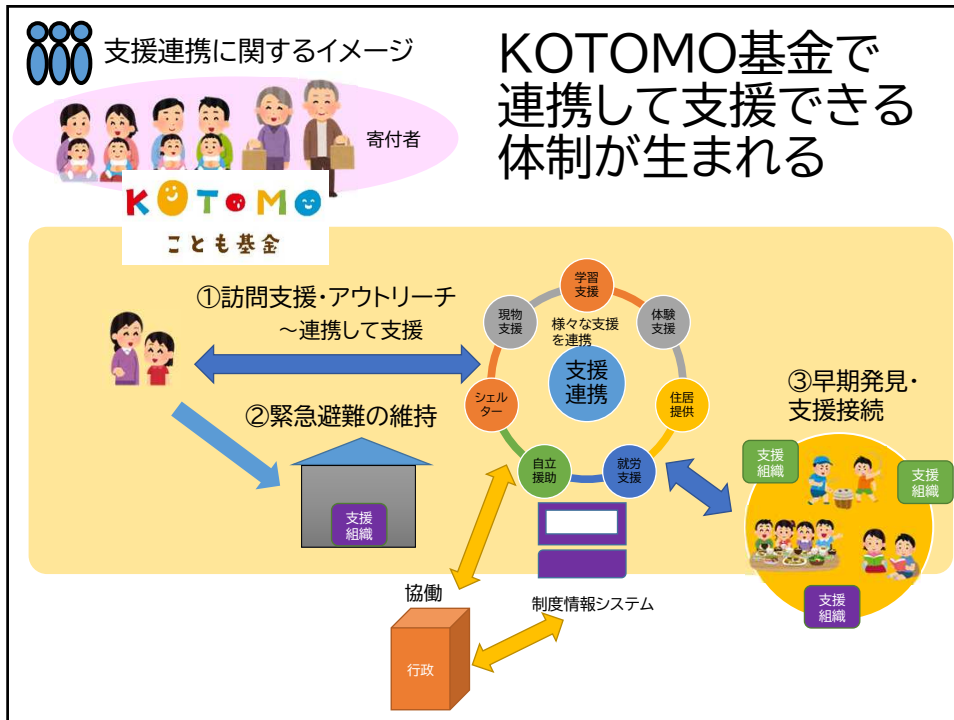 支援連携に関するイメージ
KOTOMO基金で
連携して支援できる
体制が生まれる
寄付者
KOTOMO
こども基金
①訪問支援・アウトリーチ
~連携して支援
学習
支援
現物
支援
体験
支援
様々な支援
を連携
支援
連携
シェル
ター
住居
提供
自立
援助
就労
支援
②緊急避難の維持
支援
組織
③早期発見・
支援接続
支援
組織
支援
組織
支援
組織
協働
制度情報システム
行政